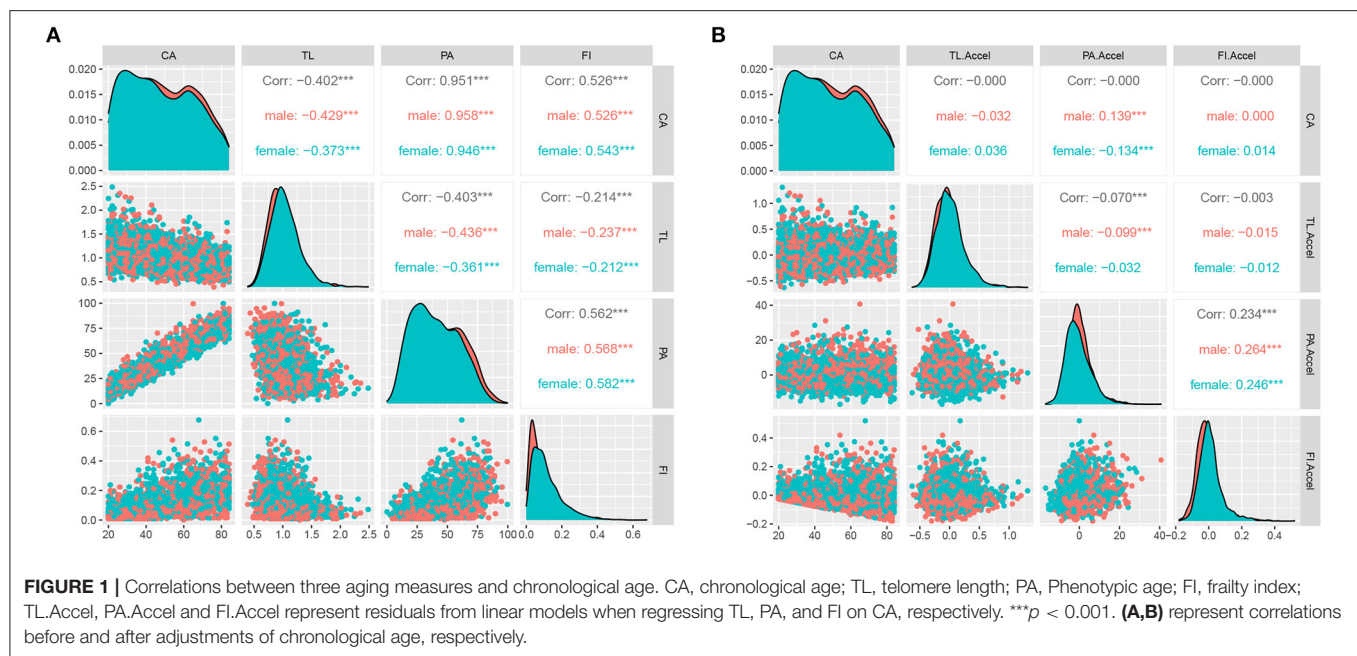 A
CA TL PA FI
0.020
0.015
0.010
0.005
0.000
Corr: −0.402***
male: −0.429***
female: −0.373***
Corr: 0.951***
male: 0.958***
female: 0.946***
Corr: 0.526***
male: 0.526***
female: 0.543***
CA
2.5
2.0
1.5
1.0
0.5
Corr: −0.403***
male: −0.436***
female: −0.361***
Corr: −0.214***
male: −0.237***
female: −0.212***
TL
100
75
50
25
0
Corr: 0.562***
male: 0.568***
female: 0.582***
PA
0.6
0.4
0.2
0.0
FI
20 40 60 80 0.5 1.0 1.5 2.0 2.5 0 25 50 75 100 0.0 0.2 0.4 0.6
B
CA TL.Accel PA.Accel FI.Accel
0.020
0.015
0.010
0.005
0.000
Corr: −0.000
male: −0.032
female: 0.036
Corr: −0.000
male: 0.139***
female: −0.134***
Corr: −0.000
male: 0.000
female: 0.014
CA
1.0
0.5
0.0
−0.5
Corr: −0.070***
male: −0.099***
female: −0.032
Corr: −0.003
male: −0.015
female: −0.012
TL.Accel
40
20
0
Corr: 0.234***
male: 0.264***
female: 0.246***
PA.Accel
0.4
0.2
0.0
−0.2
FI.Accel
20 40 60 80 −0.5 0.0 0.5 1.0 0 20 40 −0.2 0.0 0.2 0.4
FIGURE 1 | Correlations between three aging measures and chronological age. CA, chronological age; TL, telomere length; PA, Phenotypic age; FI, frailty index;
TL.Accel, PA.Accel and FI.Accel represent residuals from linear models when regressing TL, PA, and FI on CA, respectively. ***p < 0.001. (A,B) represent correlations
before and after adjustments of chronological age, respectively.